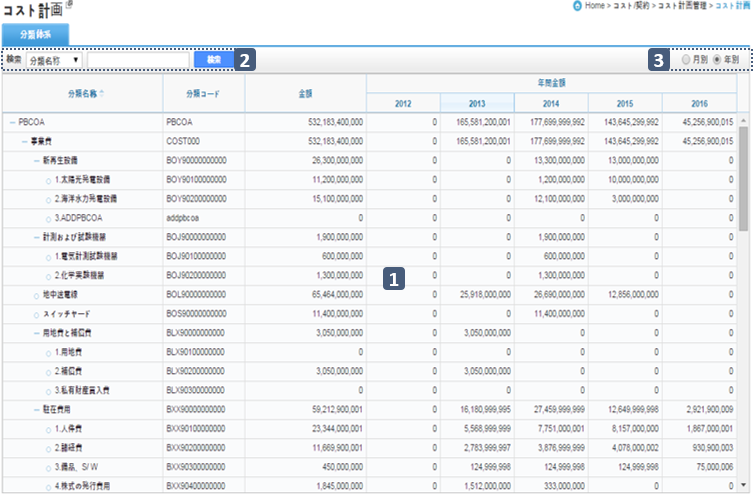 コスト計画
Home > コスト/契約 > コスト計画管理 > コスト計画
分類体系
検索 分類名称 ▼ 検索 2 3 月別 年別
分類名称 分類コード 金額 年間金額
2012 2013 2014 2015 2016
PBCOA PBCOA 532,183,400,000 0 165,581,200,001 177,699,999,992 143,645,299,992 45,256,900,015
事業費 COST000 532,183,400,000 0 165,581,200,001 177,699,999,992 143,645,299,992 45,256,900,015
新再生設備 BOY90000000000 26,300,000,000 0 0 13,300,000,000 13,000,000,000 0
1.太陽光発電設備 BOY90100000000 11,200,000,000 0 0 1,200,000,000 10,000,000,000 0
2.海洋水力発電設備 BOY90200000000 15,100,000,000 0 0 12,100,000,000 3,000,000,000 0
3.ADDPBCOA addpbcoa 0 0 0 0 0 0
計測および試験機器 BOJ90000000000 1,900,000,000 0 0 1,900,000,000 0 0
1.電気計測試験機器 BOJ90100000000 600,000,000 0 0 600,000,000 0 0
2.化学実験機器 BOJ90200000000 1,300,000,000 1 0 0 1,300,000,000 0 0
地中送電線 BOL90000000000 65,464,000,000 0 25,918,000,000 26,690,000,000 12,856,000,000 0
スイッチヤード BOS90000000000 11,400,000,000 0 0 11,400,000,000 0 0
用地費と補償費 BLX90000000000 3,050,000,000 0 3,050,000,000 0 0 0
1.用地費 BLX90100000000 0 0 0 0 0 0
2.補償費 BLX90200000000 3,050,000,000 0 3,050,000,000 0 0 0
3.私有財産買入費 BLX90300000000 0 0 0 0 0 0
駐在費用 BXX90000000000 59,212,900,001 0 16,180,999,995 27,459,999,999 12,649,999,998 2,921,900,009
1.人件費 BXX90100000000 23,344,000,001 0 5,568,999,999 7,751,000,001 8,157,000,000 1,867,000,001
2.諸経費 BXX90200000000 11,669,900,001 0 2,783,999,997 3,876,999,999 4,078,000,002 930,900,003
3.備品、S/W BXX90300000000 450,000,000 0 124,999,998 124,999,998 124,999,998 75,000,006
4.株式の発行費用 BXX90400000000 1,845,000,000 0 1,512,000,000 333,000,000 0 0